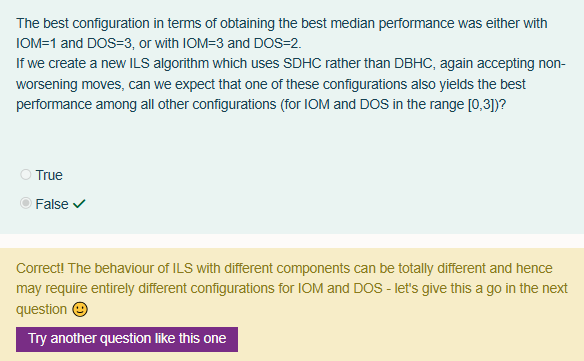 The best configuration in terms of obtaining the best median performance was either with
IOM=1 and DOS=3, or with IOM=3 and DOS=2.
If we create a new ILS algorithm which uses SDHC rather than DBHC, again accepting non-
worsening moves, can we expect that one of these configurations also yields the best
performance among all other configurations (for IOM and DOS in the range [0,3])?
True
False
Correct! The behaviour of ILS with different components can be totally different and hence
may require entirely different configurations for IOM and DOS - let's give this a go in the next
question
Try another question like this one